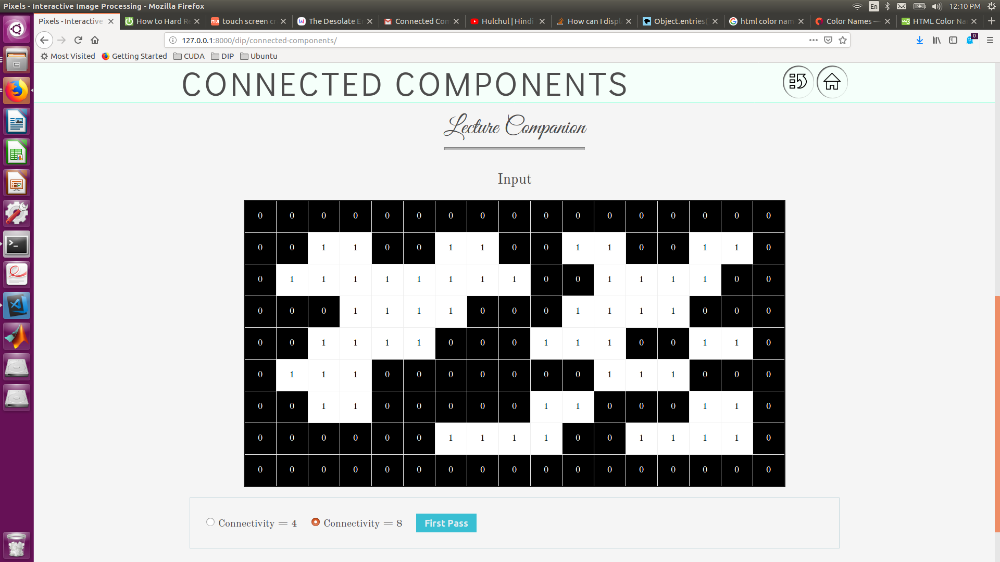 Pixels - Interactive Image Processing - Mozilla Firefox En 12:10 PM
Pixels - Interactive How to Hard R touch screen cr The Desolate E Connected Com Hulchul | Hindi How can I displ Object.entries( html color nam Color Names — HTML Color Na
127.0.0.1:8000/dip/connected-components/ 0
Most Visited Getting Started CUDA DIP Ubuntu
CONNECTED COMPONENTS
Lecture Companion
Input
0 0 0 0 0 0 0 0 0 0 0 0 0 0 0 0 0
0 0 1 1 0 0 1 1 0 0 1 1 0 0 1 1 0
0 1 1 1 1 1 1 1 1 0 0 1 1 1 1 0 0
0 0 0 1 1 1 1 0 0 0 1 1 1 1 0 0 0
0 0 1 1 1 1 0 0 0 1 1 1 0 0 1 1 0
0 1 1 1 0 0 0 0 0 0 0 1 1 1 0 0 0
0 0 1 1 0 0 0 0 0 1 1 0 0 0 1 1 0
0 0 0 0 0 0 1 1 1 1 0 0 1 1 1 1 0
0 0 0 0 0 0 0 0 0 0 0 0 0 0 0 0 0
Connectivity = 4 Connectivity = 8 First Pass